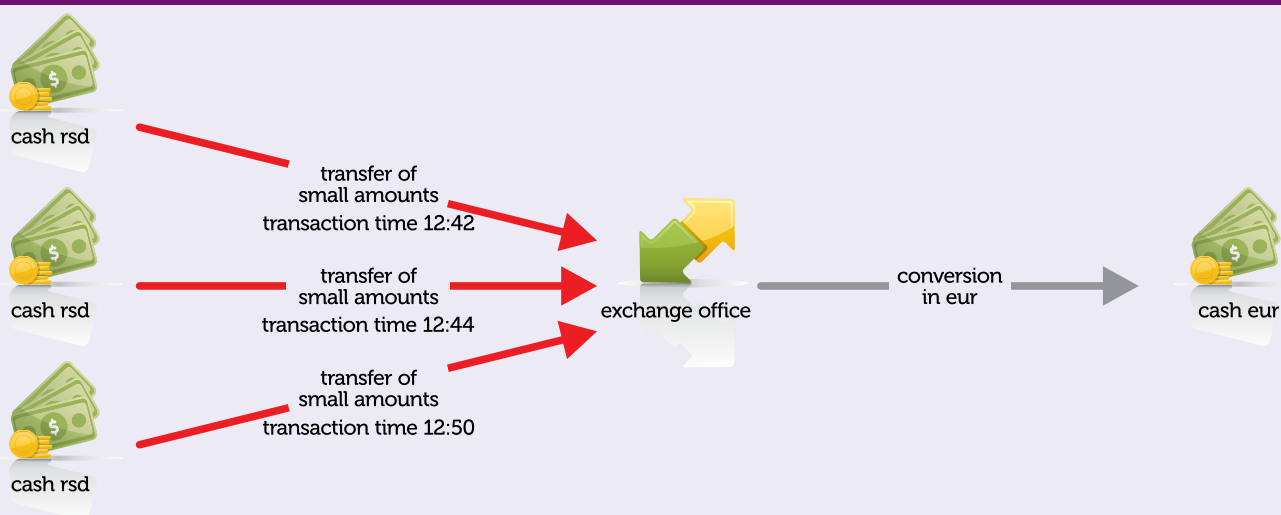 cash rsd
transfer of
small amounts
transaction time 12:42
cash rsd
transfer of
small amounts
transaction time 12:44
exchange office
conversion
in eur
cash eur
transfer of
small amounts
transaction time 12:50
cash rsd